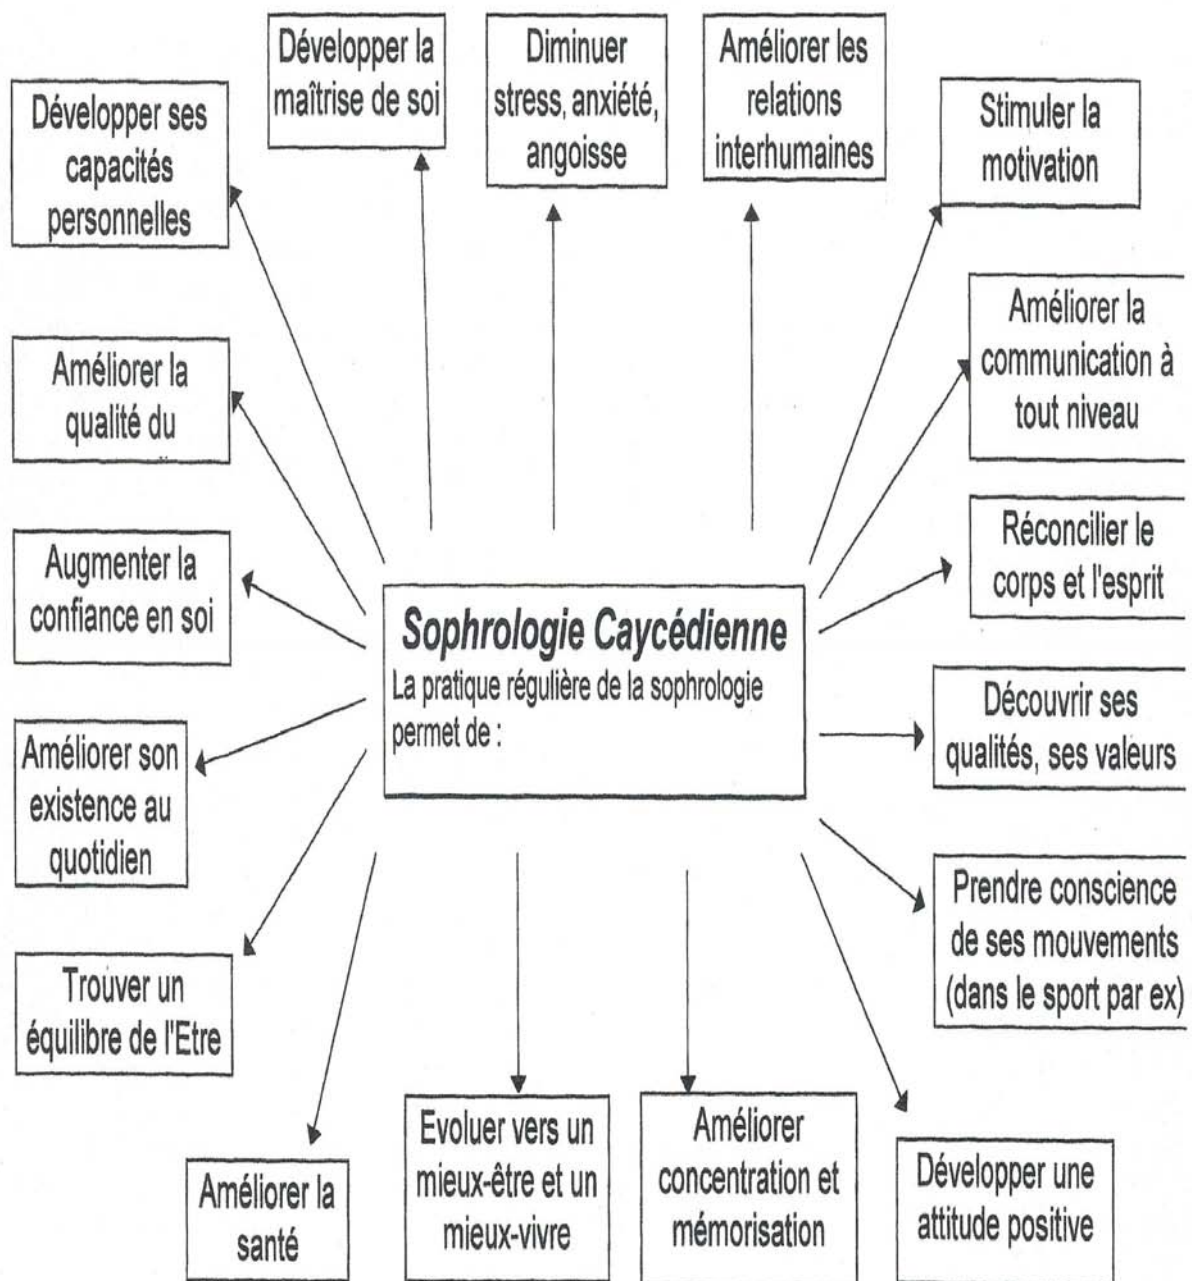 Développer la
maîtrise de soi
Diminuer
stress, anxiété,
angoisse
Améliorer les
relations
interhumaines
Stimuler la
motivation
Développer ses
capacités
personnelles
Améliorer la
communication à
tout niveau
Améliorer la
qualité du
Réconcilier le
corps et l'esprit
Augmenter la
confiance en soi
Sophrologie Caycédienne
La pratique régulière de la sophrologie
permet de :
Découvrir ses
qualités, ses valeurs
Améliorer son
existence au
quotidien
Prendre conscience
de ses mouvements
(dans le sport par ex)
Trouver un
équilibre de l'Etre
Améliorer la
santé
Evoluer vers un
mieux-être et un
mieux-vivre
Améliorer
concentration et
mémorisation
Développer une
attitude positive